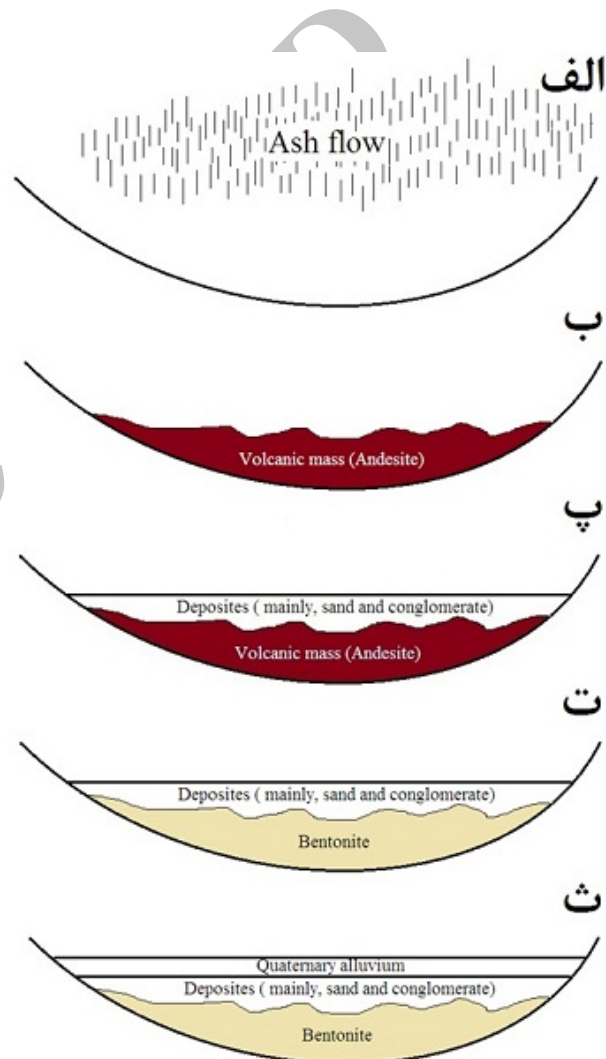 الف
Ash flow
ب
Volcanic mass (Andesite)
پ
Deposites ( mainly, sand and conglomerate)
Volcanic mass (Andesite)
ت
Deposites ( mainly, sand and conglomerate)
Bentonite
ث
Quaternary alluvium
Deposites ( mainly, sand and conglomerate)
Bentonite